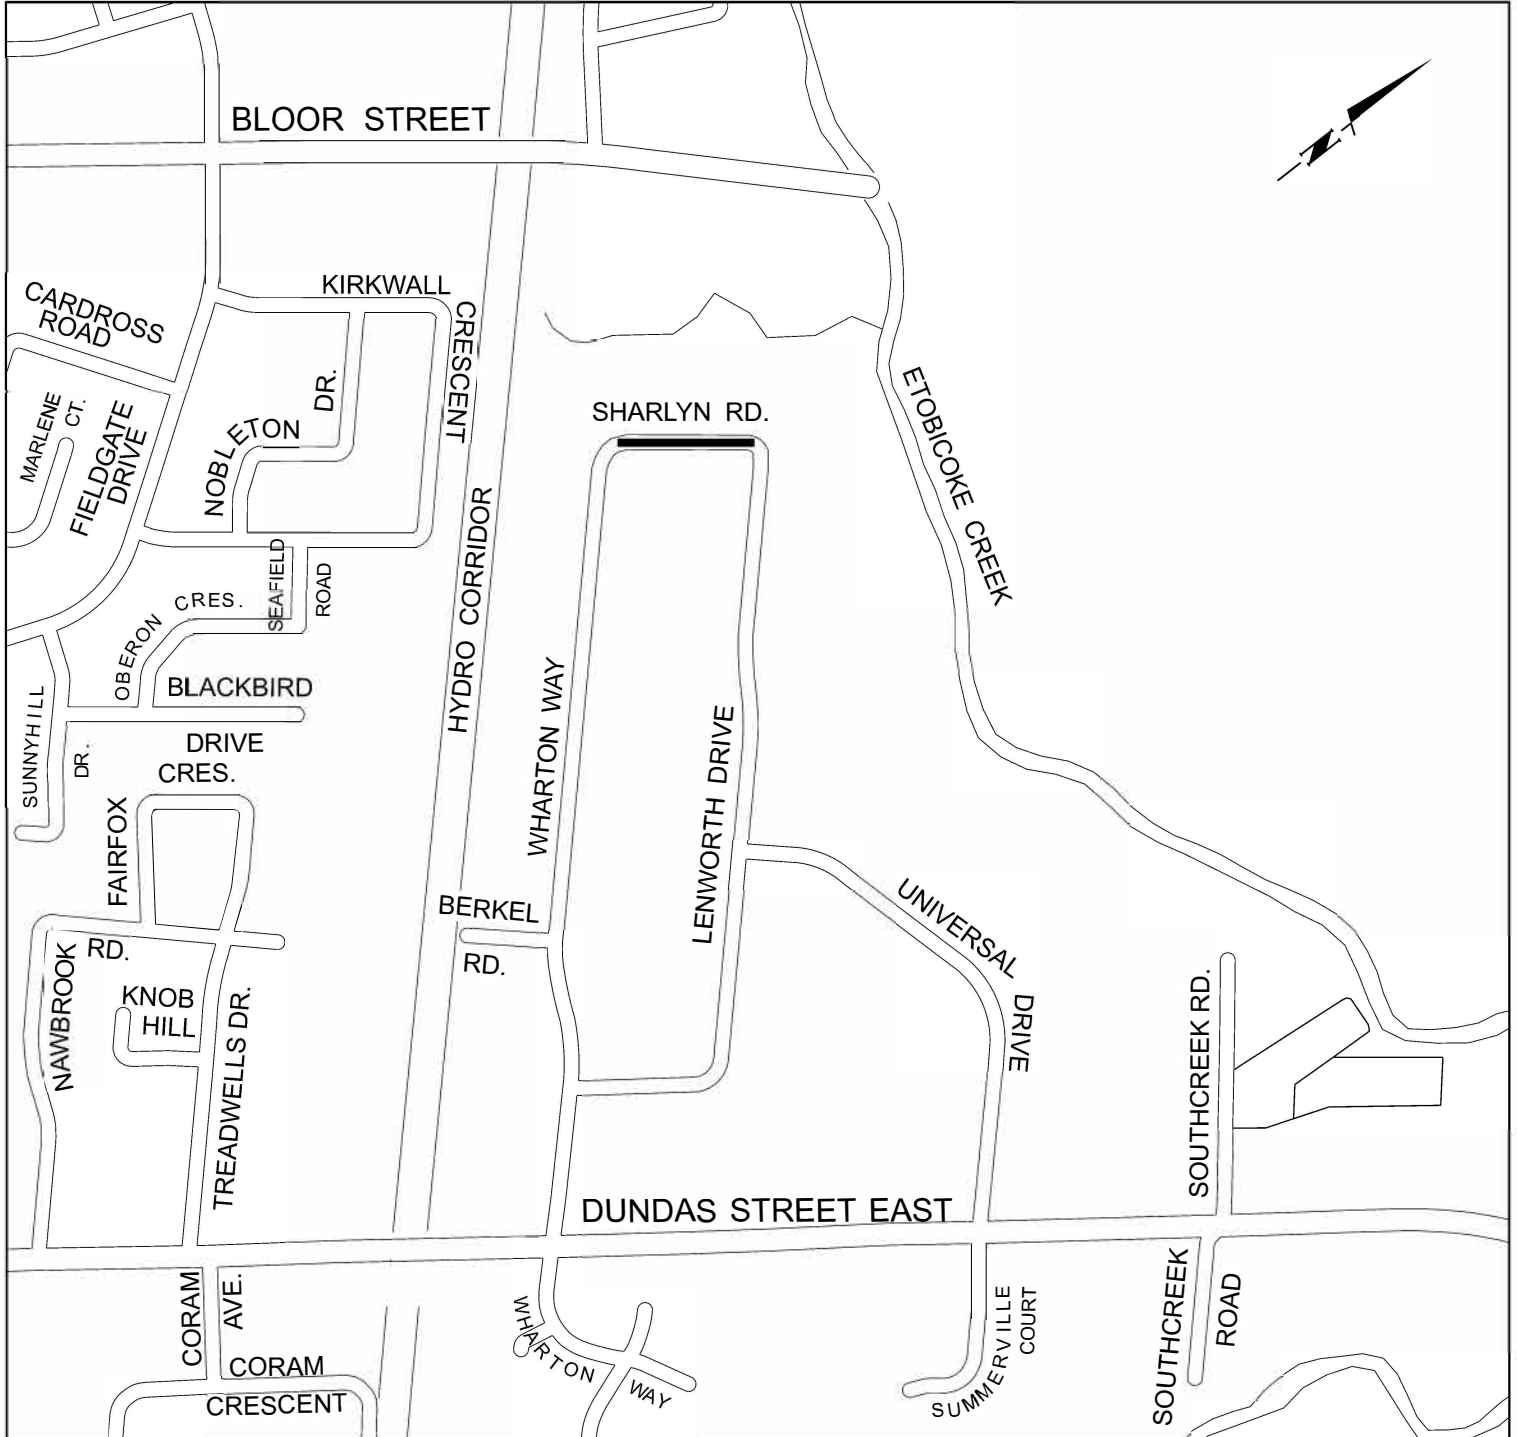 BLOOR STREET
N
KIRKWALL
CRESCENT
CARDROSS
ROAD
MARLENE
CT.
FIELDGATE
DRIVE
NOBLETON
DR.
SHARLYN RD.
ETOBICOKE CREEK
HYDRO CORRIDOR
SEAFIELD
ROAD
OBERON
CRES.
BLACKBIRD
DRIVE
SUNNYHILL
DR.
CRES.
FAIRFOX
WHARTON WAY
LENWORTH DRIVE
BERKEL
RD.
UNIVERSAL
DRIVE
NAWBROOK
RD.
KNOB
HILL
TREADWELLS DR.
SOUTHCREEK RD.
DUNDAS STREET EAST
CORAM
AVE.
CORAM
CRESCENT
WHARTON
WAY
SUMMERVILLE
COURT
SOUTHCREEK
ROAD